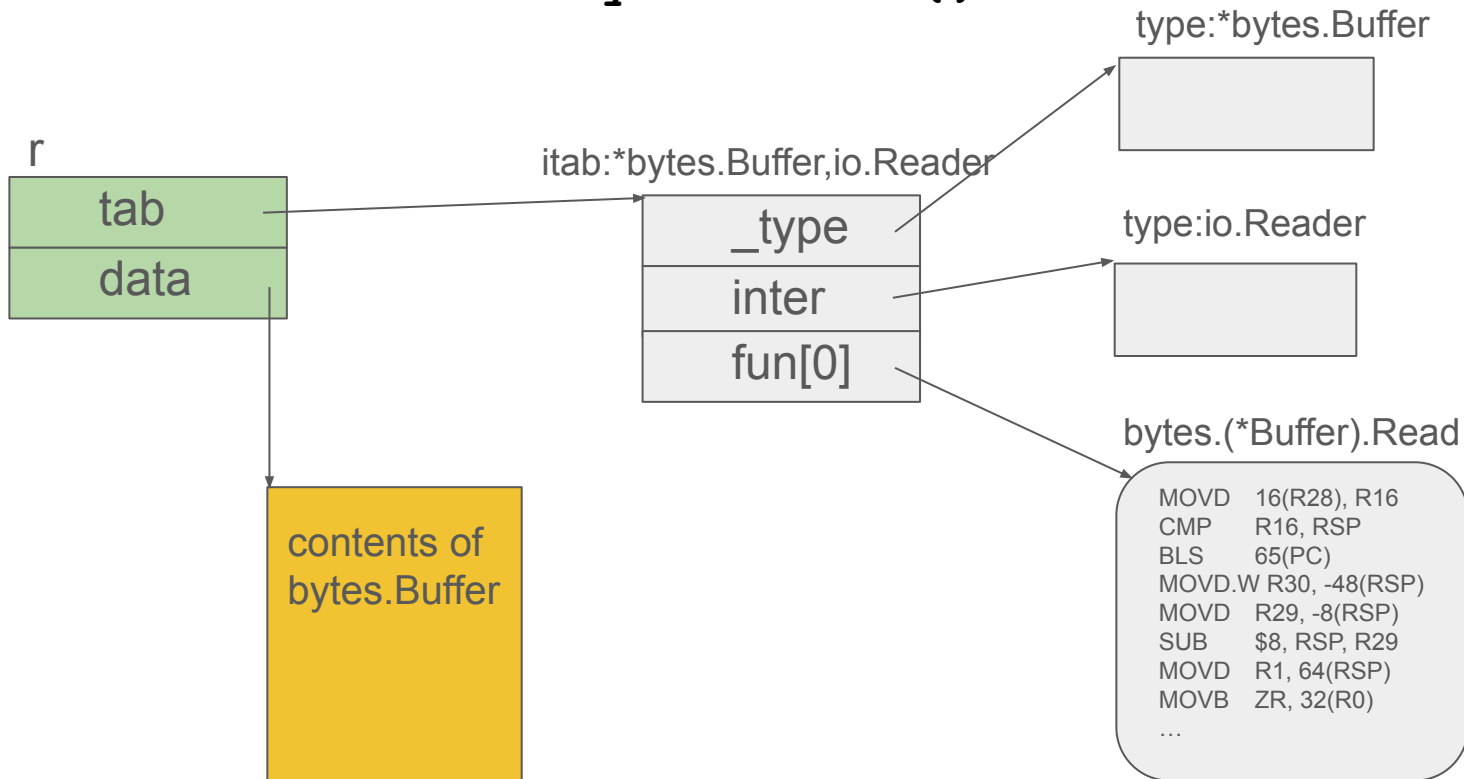 type:*bytes.Buffer
r
itab:*bytes.Buffer,io.Reader
tab
data
_type
inter
fun[0]
type:io.Reader
bytes.(*Buffer).Read
contents of
bytes.Buffer
MOVD 16(R28), R16
CMP R16, RSP
BLS 65(PC)
MOVD.W R30, -48(RSP)
MOVD R29, -8(RSP)
SUB $8, RSP, R29
MOVD R1, 64(RSP)
MOVB ZR, 32(R0)
…